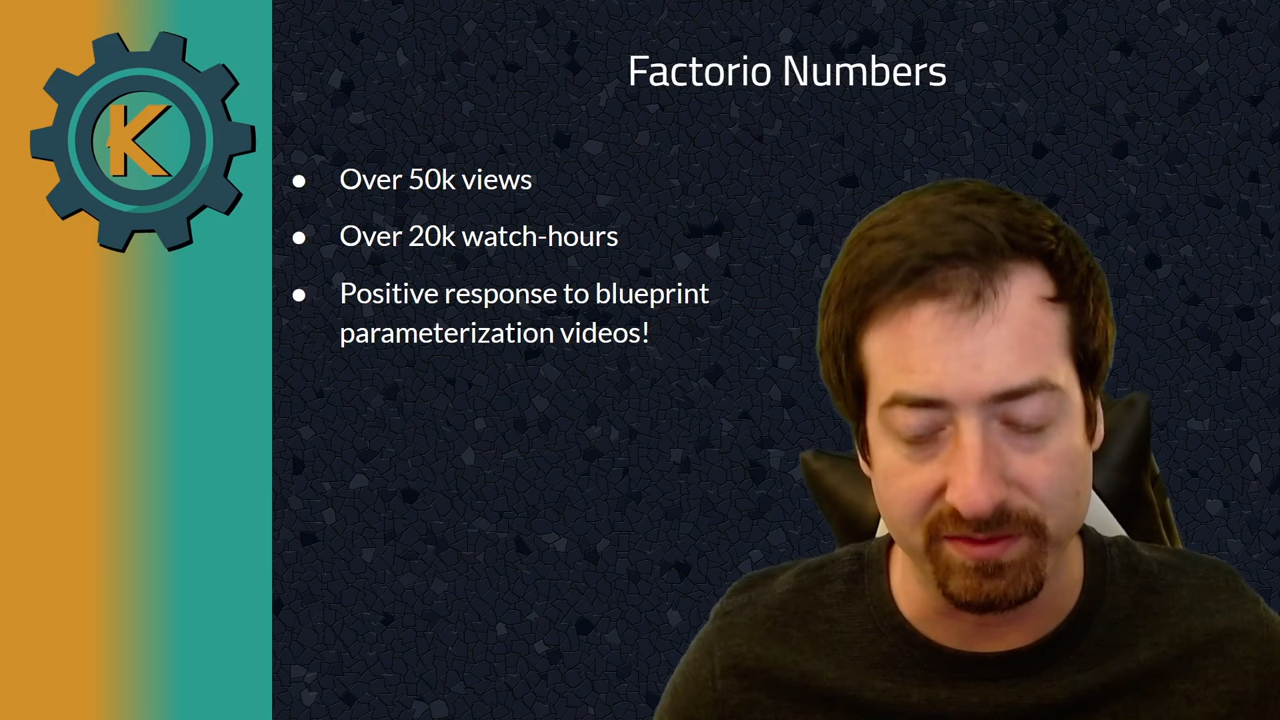 K
Factorio Numbers
● Over 50k views
● Over 20k watch-hours
● Positive response to blueprint
parameterization videos!